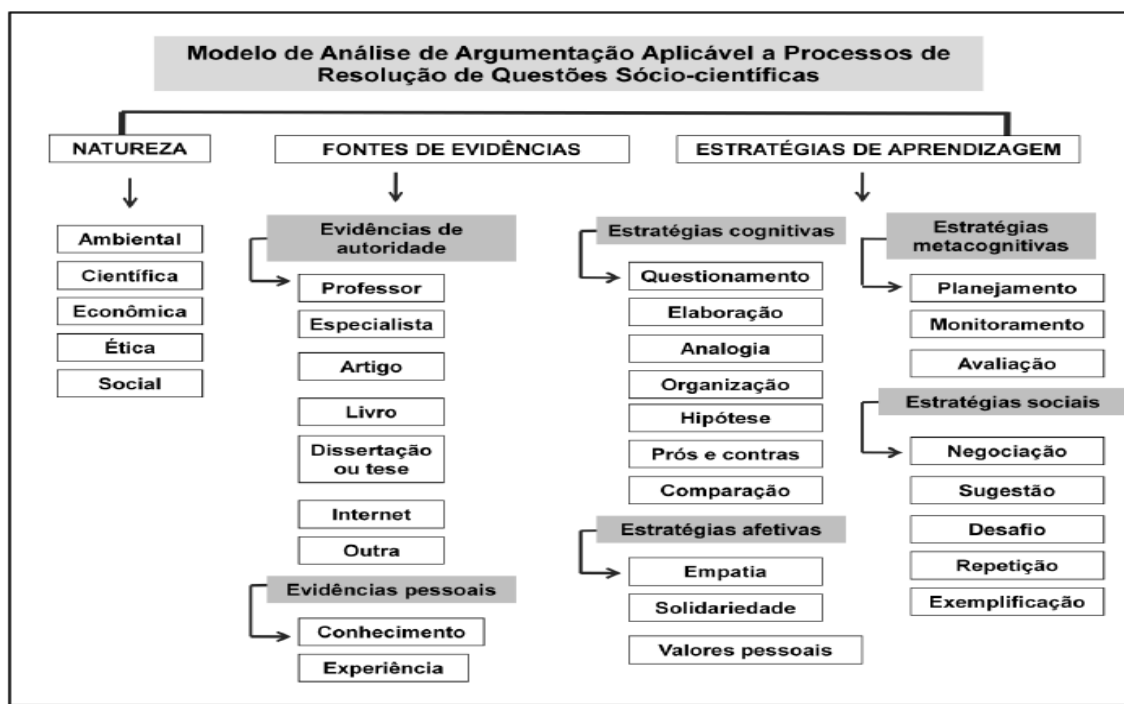 Modelo de Análise de Argumentação Aplicável a Processos de
Resolução de Questões Sócio-científicas
NATUREZA
Ambiental
Científica
Econômica
Ética
Social
FONTES DE EVIDÊNCIAS
Evidências de
autoridade
Professor
Especialista
Artigo
Livro
Dissertação
ou tese
Internet
Outra
Evidências pessoais
Conhecimento
Experiência
ESTRATÉGIAS DE APRENDIZAGEM
Estratégias cognitivas
Questionamento
Elaboração
Analogia
Organização
Hipótese
Prós e contras
Comparação
Estratégias afetivas
Empatia
Solidariedade
Valores pessoais
Estratégias
metacognitivas
Planejamento
Monitoramento
Avaliação
Estratégias sociais
Negociação
Sugestão
Desafio
Repetição
Exemplificação